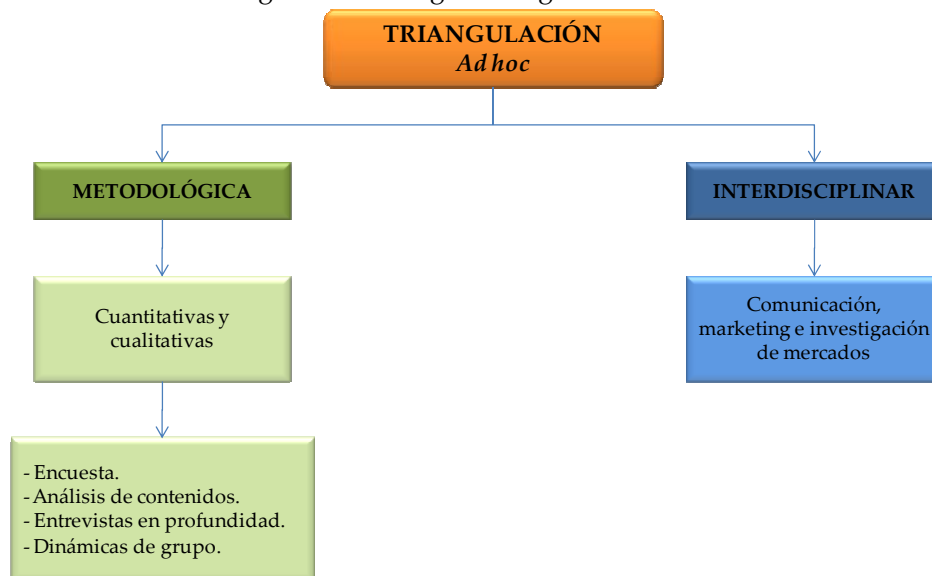 TRIANGULACIÓN
Ad hoc
METODOLÓGICA
INTERDISCIPLINAR
Cuantitativas y
cualitativas
Comunicación,
marketing e investigación
de mercados
- Encuesta.
- Análisis de contenidos.
- Entrevistas en profundidad.
- Dinámicas de grupo.